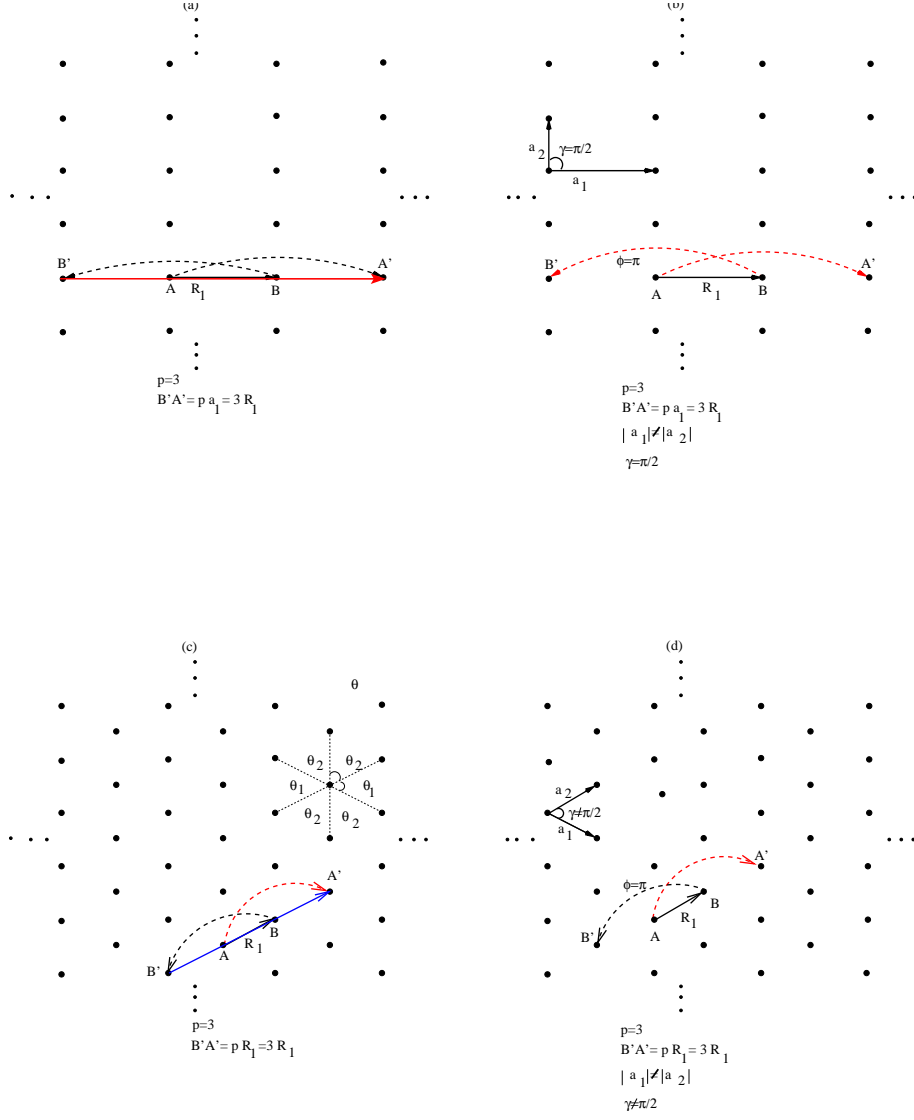 (a)
B'
A'
A
B
R1
p=3
B'A'= p a1 = 3 R1
(b)
a2
γ=π/2
a1
B'
φ=π
A'
A
B
R1
p=3
B'A'= p a1 = 3 R1
| a1|≠|a2|
γ=π/2
(c)
θ
θ2 θ2
θ1 θ1
θ2 θ2
A'
B
A
R1
B'
p=3
B'A'= p R1 =3 R1
(d)
a2
γ≠π/2
a1
A'
φ=π
B
A
R1
B'
p=3
B'A'= p R1 = 3 R1
| a1|≠|a2|
γ≠π/2